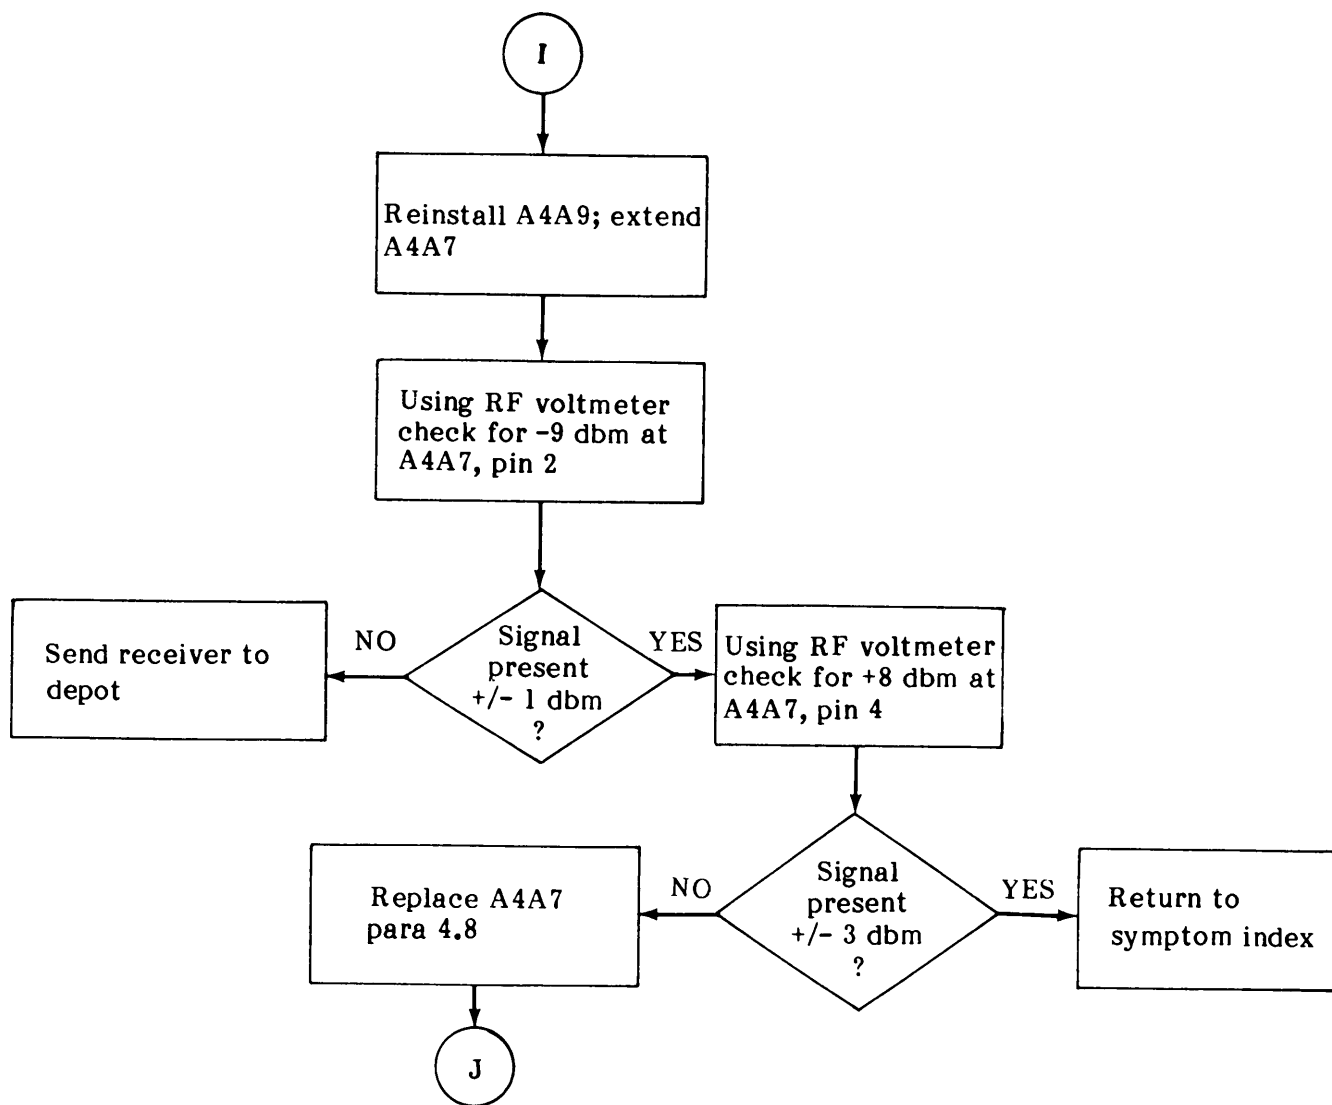 I
Reinstall A4A9; extend
A4A7
Using RF voltmeter
check for -9 dbm at
A4A7, pin 2
Signal
present
+/- 1 dbm
?
NO
Send receiver to
depot
YES
Using RF voltmeter
check for +8 dbm at
A4A7, pin 4
Signal
present
+/- 3 dbm
?
NO
Replace A4A7
para 4.8
YES
Return to
symptom index
J